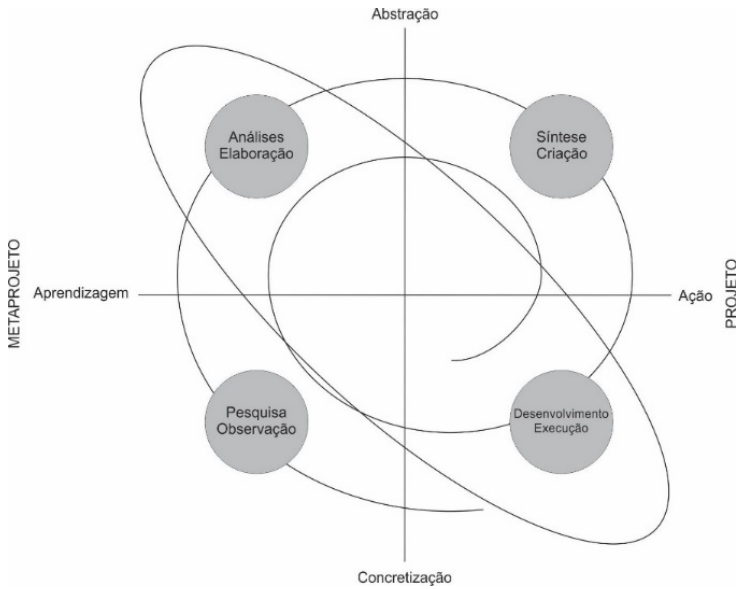 Abstração
Análises
Elaboração
Síntese
Criação
METAPROJETO
Aprendizagem
Ação
PROJETO
Pesquisa
Observação
Desenvolvimento
Execução
Concretização